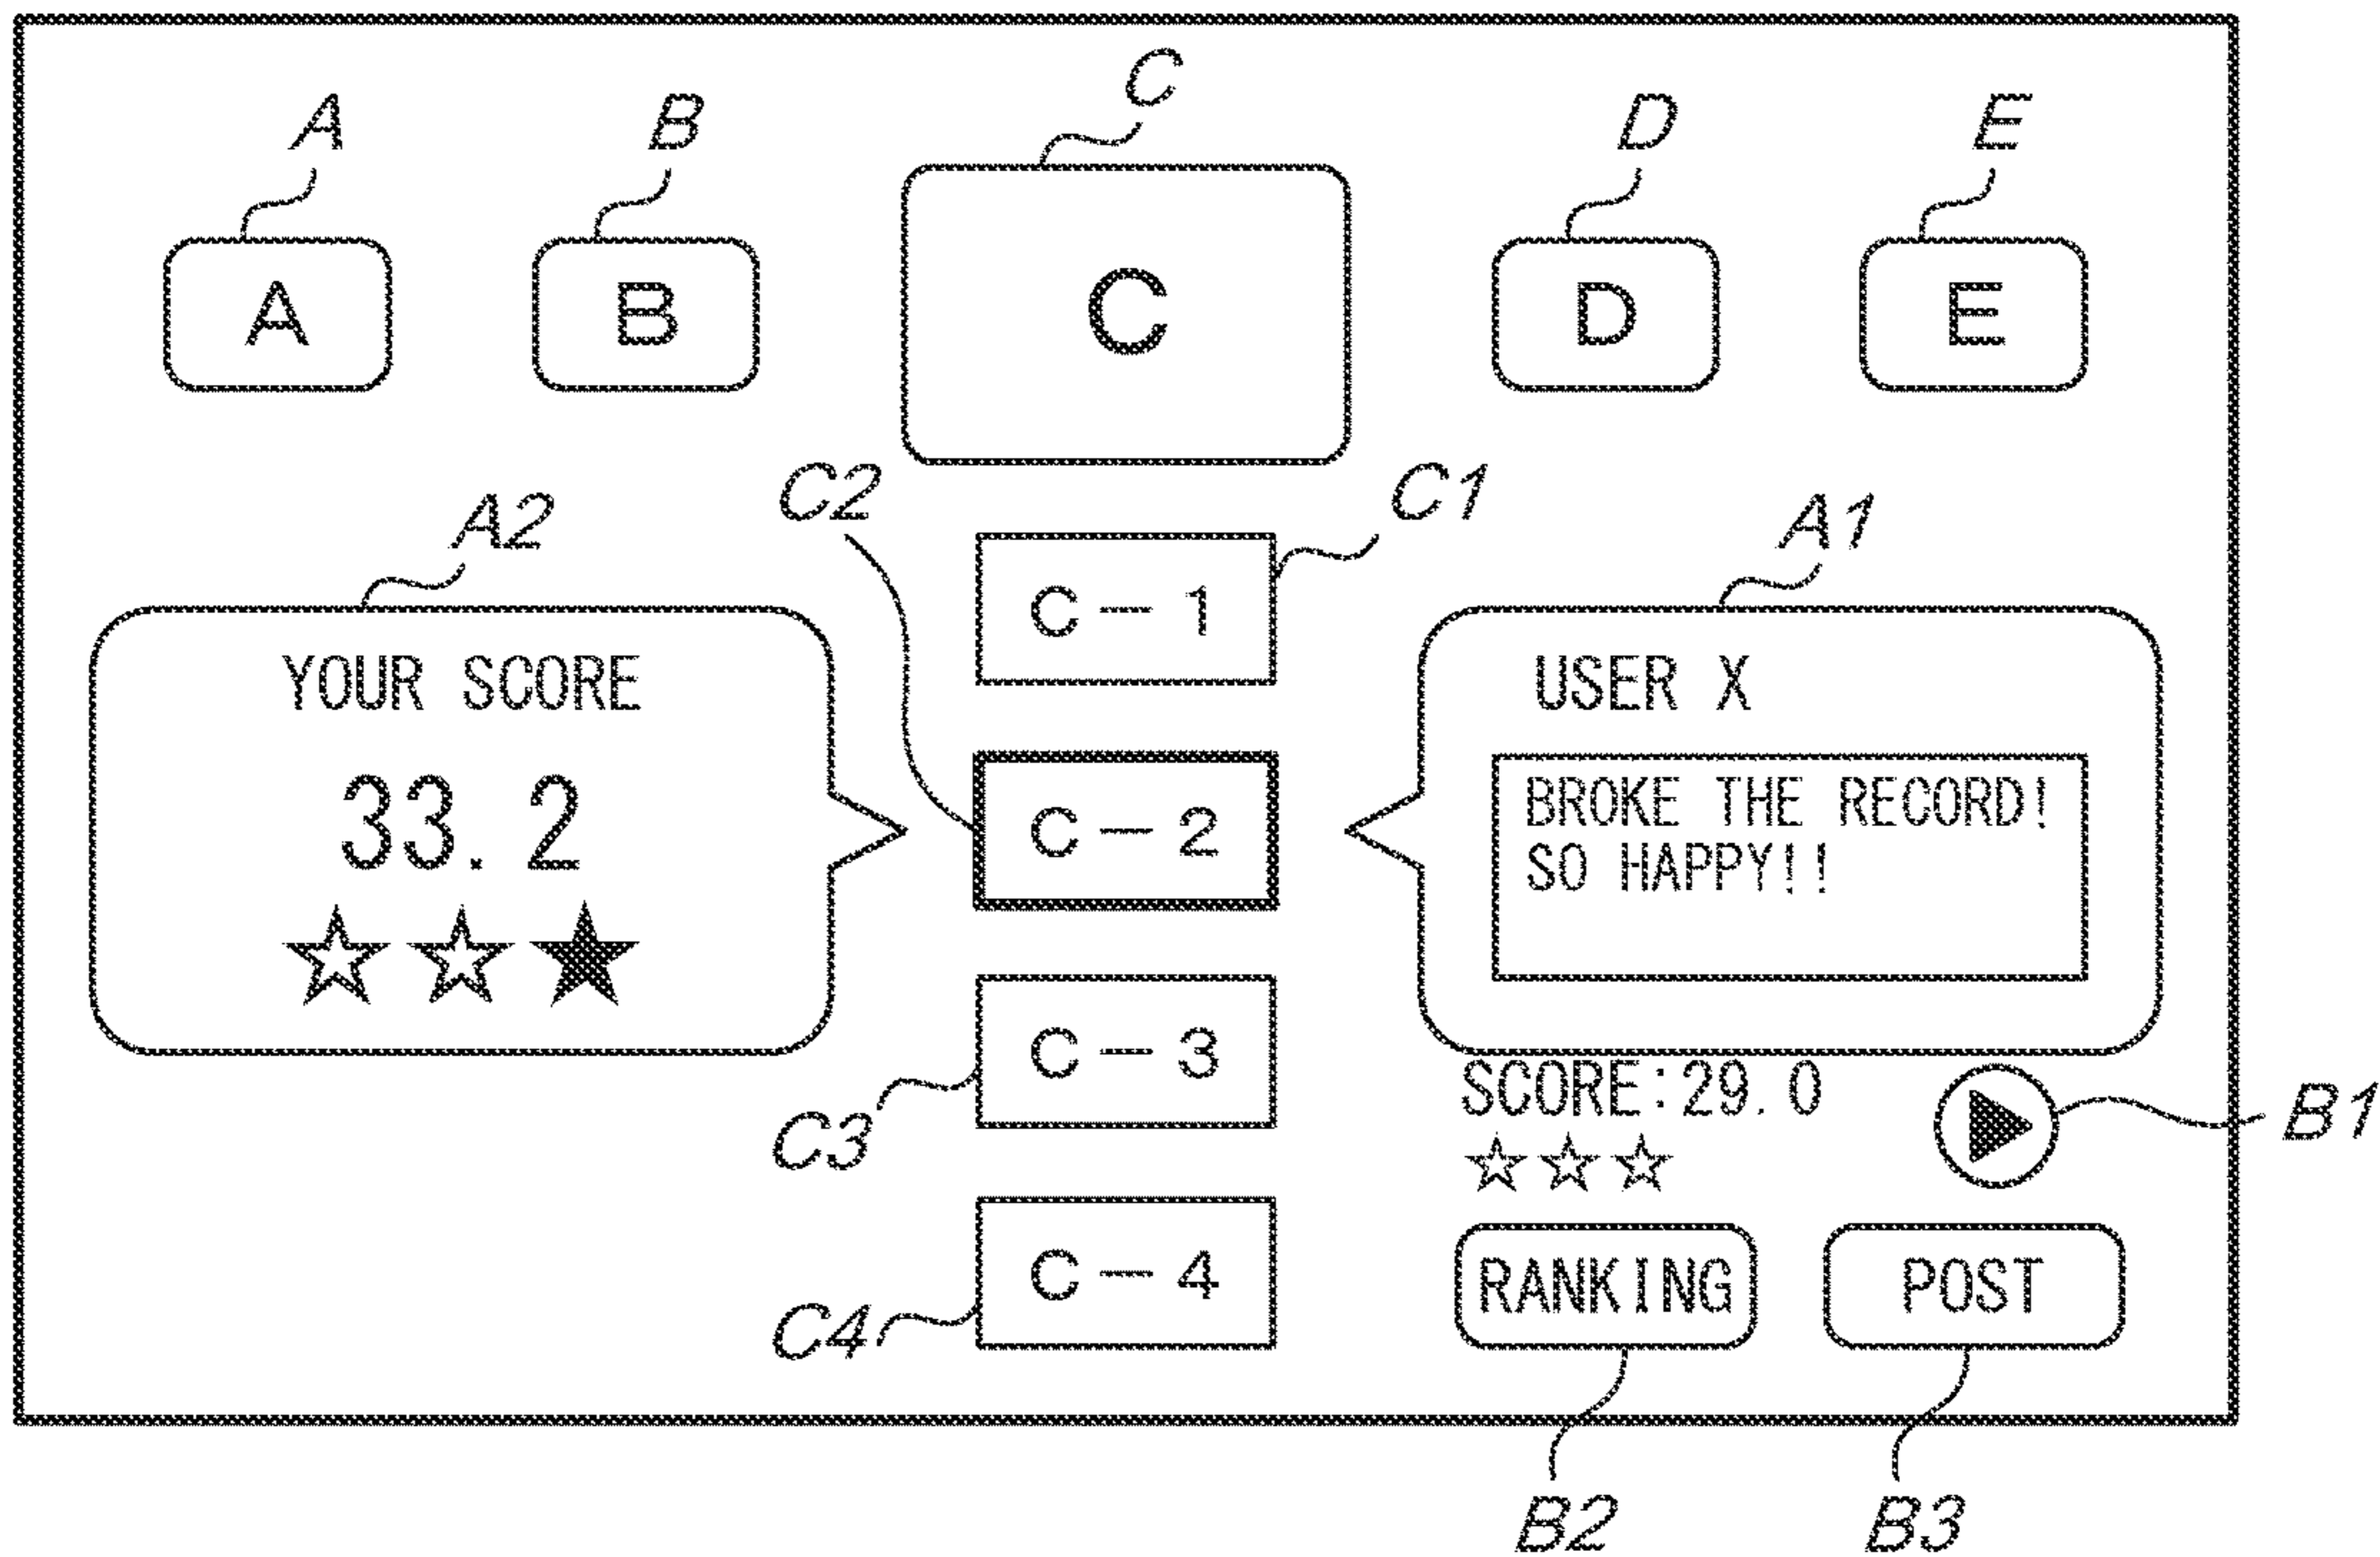 C
A
B
D
E
A
B
C
D
E
C2
C1
A2
A1
C-1
YOUR SCORE
33.2
☆☆★
C-2
USER X
BROKE THE RECORD!
SO HAPPY!!
C-3
C3
SCORE:29.0
☆☆☆
B1
C-4
C4
RANKING
POST
B2
B3